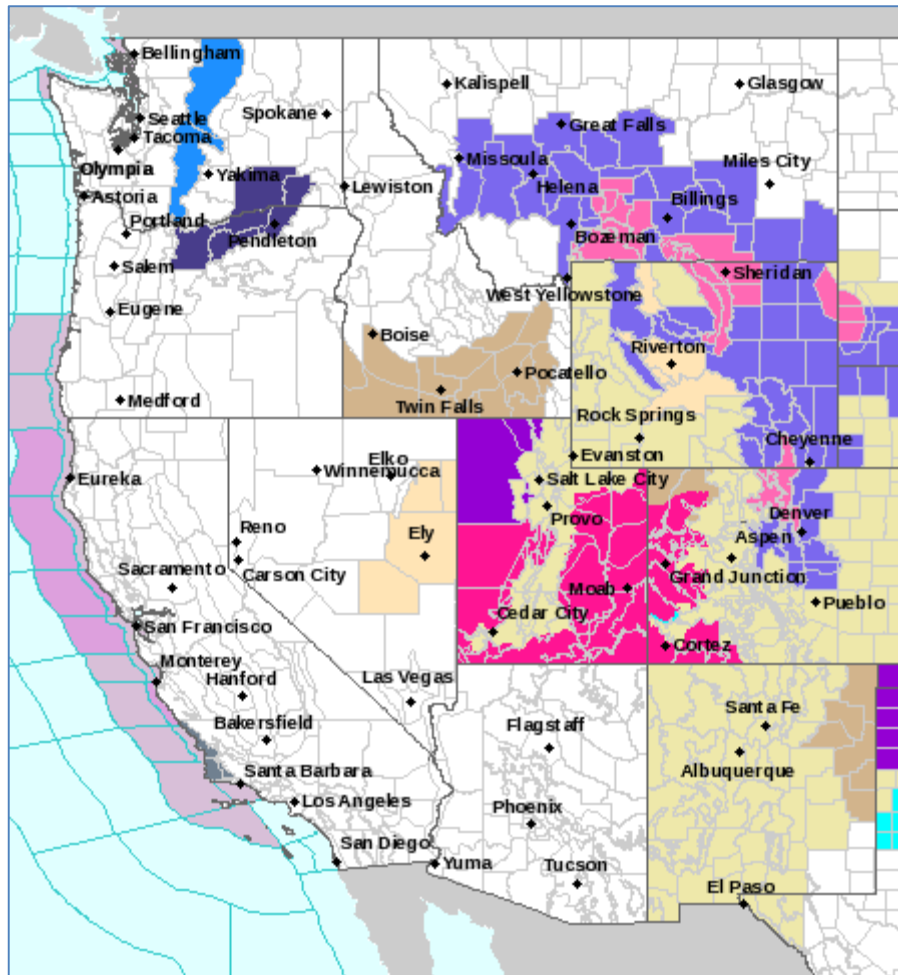 Bellingham
Kalispell
Glasgow
Spokane
Seattle
Great Falls
Tacoma
Missoula
Miles City
Olympia
Yakima
Helena
Lewiston
Astoria
Billings
Portland
Pendleton
Bozeman
Salem
Sheridan
West Yellowstone
Eugene
Boise
Riverton
Pocatello
Medford
Twin Falls
Rock Springs
Cheyenne
Elko
Evanston
Winnemucca
Eureka
Salt Lake City
Provo
Denver
Reno
Ely
Aspen
Sacramento
Carson City
Grand Junction
Moab
Pueblo
Cedar City
San Francisco
Cortez
Monterey
Hanford
Las Vegas
Santa Fe
Bakersfield
Flagstaff
Albuquerque
Santa Barbara
Los Angeles
Phoenix
San Diego
Yuma
Tucson
El Paso